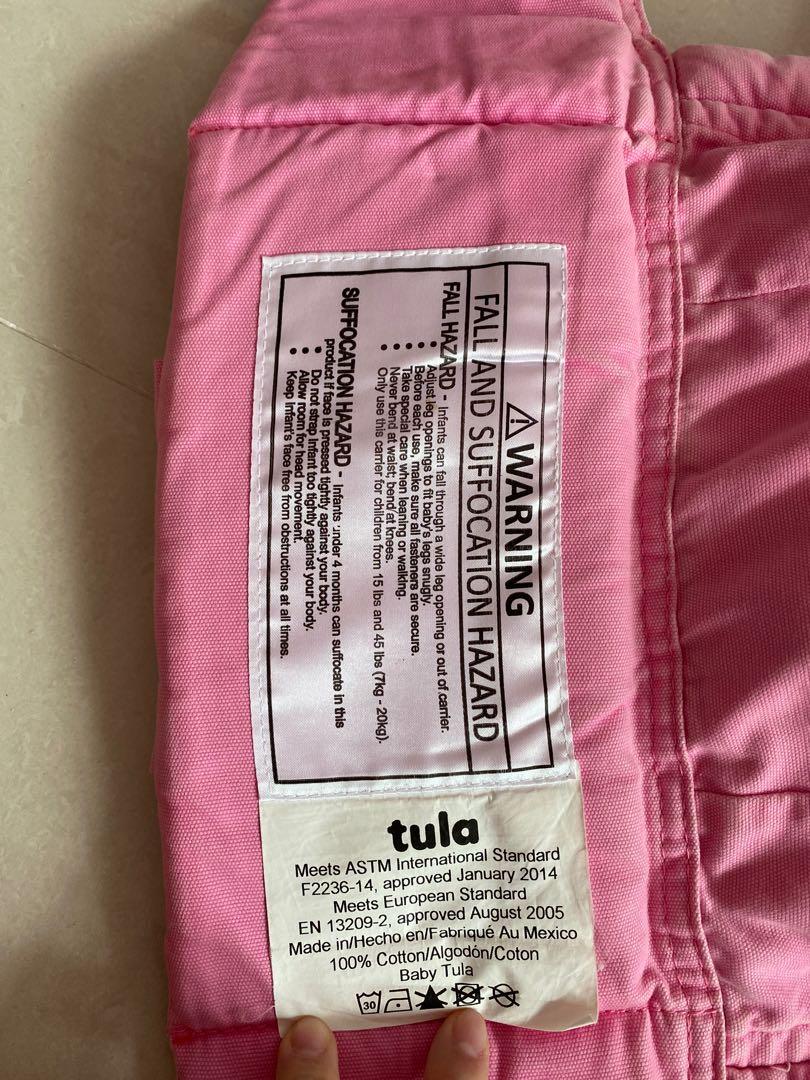 ⚠ WARNING
FALL AND SUFFOCATION HAZARD
FALL HAZARD - Infants can fall through a wide leg opening or out of carrier.
• Adjust leg openings to fit baby's legs snugly.
• Before each use, make sure all fasteners are secure.
• Take special care when leaning or walking.
• Never bend at waist; bend at knees.
• Only use this carrier for children from 15 lbs and 45 lbs (7kg - 20kg).
SUFFOCATION HAZARD - Infants under 4 months can suffocate in this
product if face is pressed tightly against your body.
• Do not strap Infant too tightly against your body.
• Allow room for head movement.
• Keep Infant's face free from obstructions at all times.
tula
Meets ASTM International Standard
F2236-14, approved January 2014
Meets European Standard
EN 13209-2, approved August 2005
Made in/Hecho en/Fabriqué Au Mexico
100% Cotton/Algodón/Coton
Baby Tula
30